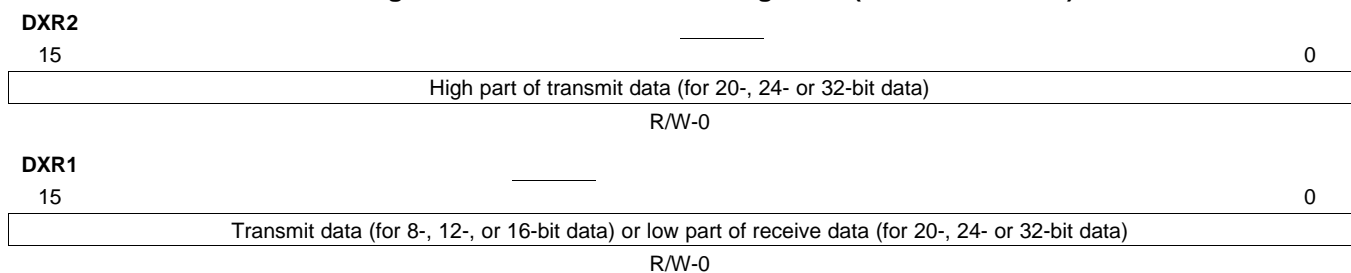 DXR2
15 0
High part of transmit data (for 20-, 24- or 32-bit data)
R/W-0
DXR1
15 0
Transmit data (for 8-, 12-, or 16-bit data) or low part of receive data (for 20-, 24- or 32-bit data)
R/W-0